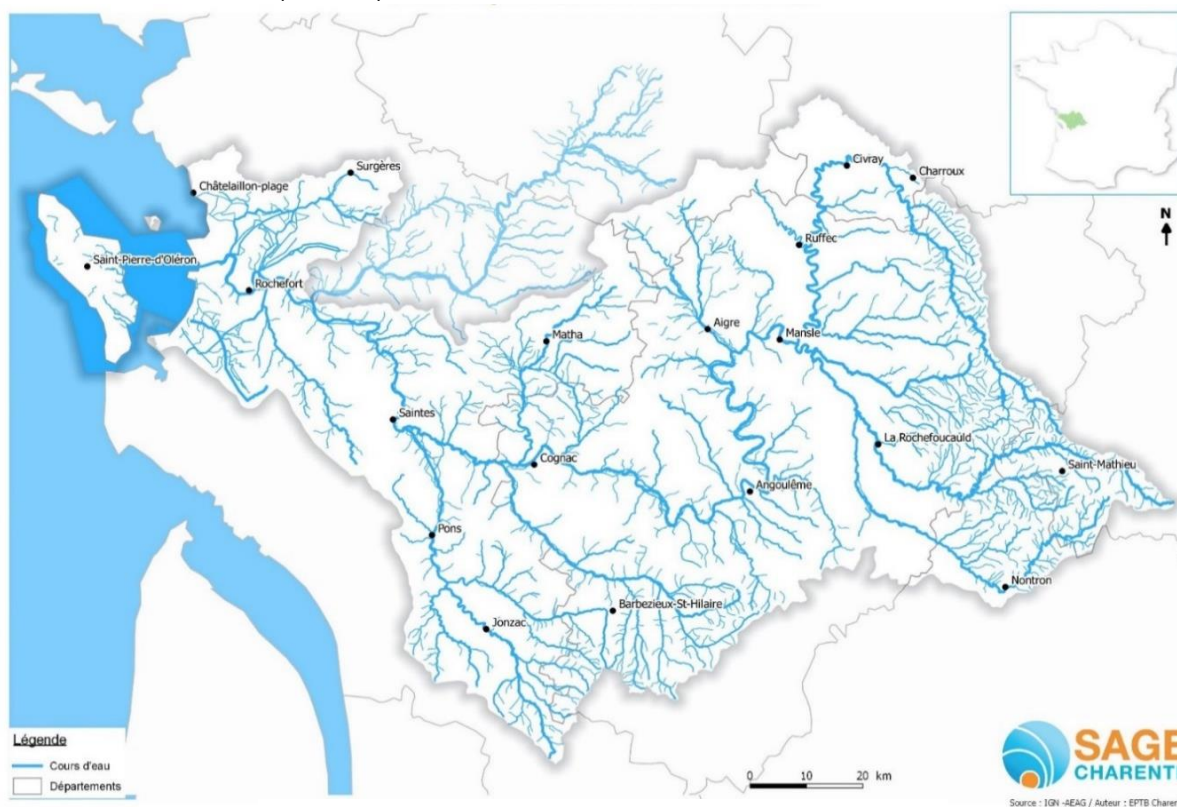 Surgères
Châtelaillon-plage
Civray
Charroux
N
Ruffec
Saint-Pierre-d'Oléron
Rochefort
Aigre
Matha
Mansle
Saintes
La Rochefoucauld
Cognac
Saint-Mathieu
Angoulême
Pons
Nontron
Barbezieux-St-Hilaire
Jonzac
Légende
Cours d'eau
Départements
0 10 20 km
SAGE
CHARENT
Source : IGN -AEAG / Auteur : EPTB Charen